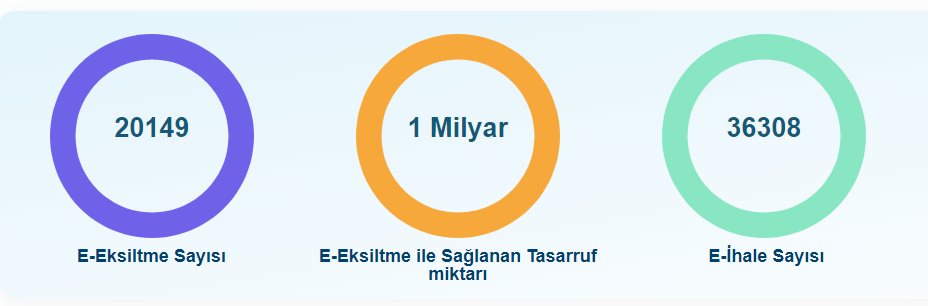 20149
1 Milyar
36308
E-Eksiltme Sayısı
E-Eksiltme ile Sağlanan Tasarruf
miktarı
E-İhale Sayısı